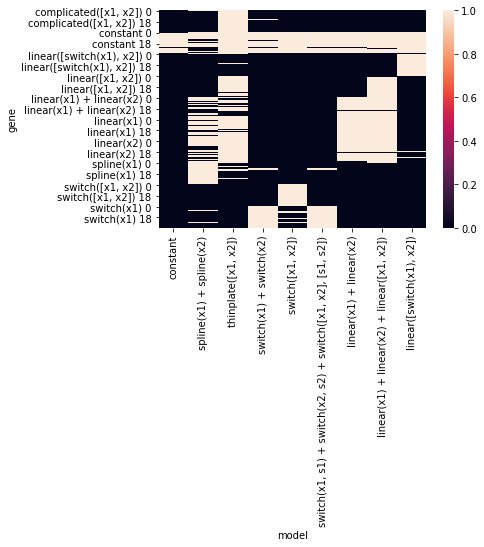 complicated([x1, x2]) 0
complicated([x1, x2]) 18
constant 0
constant 18
linear([switch(x1), x2]) 0
linear([switch(x1), x2]) 18
linear([x1, x2]) 0
linear([x1, x2]) 18
linear(x1) + linear(x2) 0
linear(x1) + linear(x2) 18
linear(x1) 0
linear(x1) 18
linear(x2) 0
linear(x2) 18
spline(x1) 0
spline(x1) 18
switch([x1, x2]) 0
switch([x1, x2]) 18
switch(x1) 0
switch(x1) 18
gene
1.0
0.8
0.6
0.4
0.2
0.0
constant
spline(x1) + spline(x2)
thinplate([x1, x2])
switch(x1) + switch(x2)
switch([x1, x2])
switch(x1, s1) + switch(x2, s2) + switch([x1, x2], [s1, s2])
linear(x1) + linear(x2)
linear(x1) + linear(x2) + linear([x1, x2])
linear([switch(x1), x2])
model